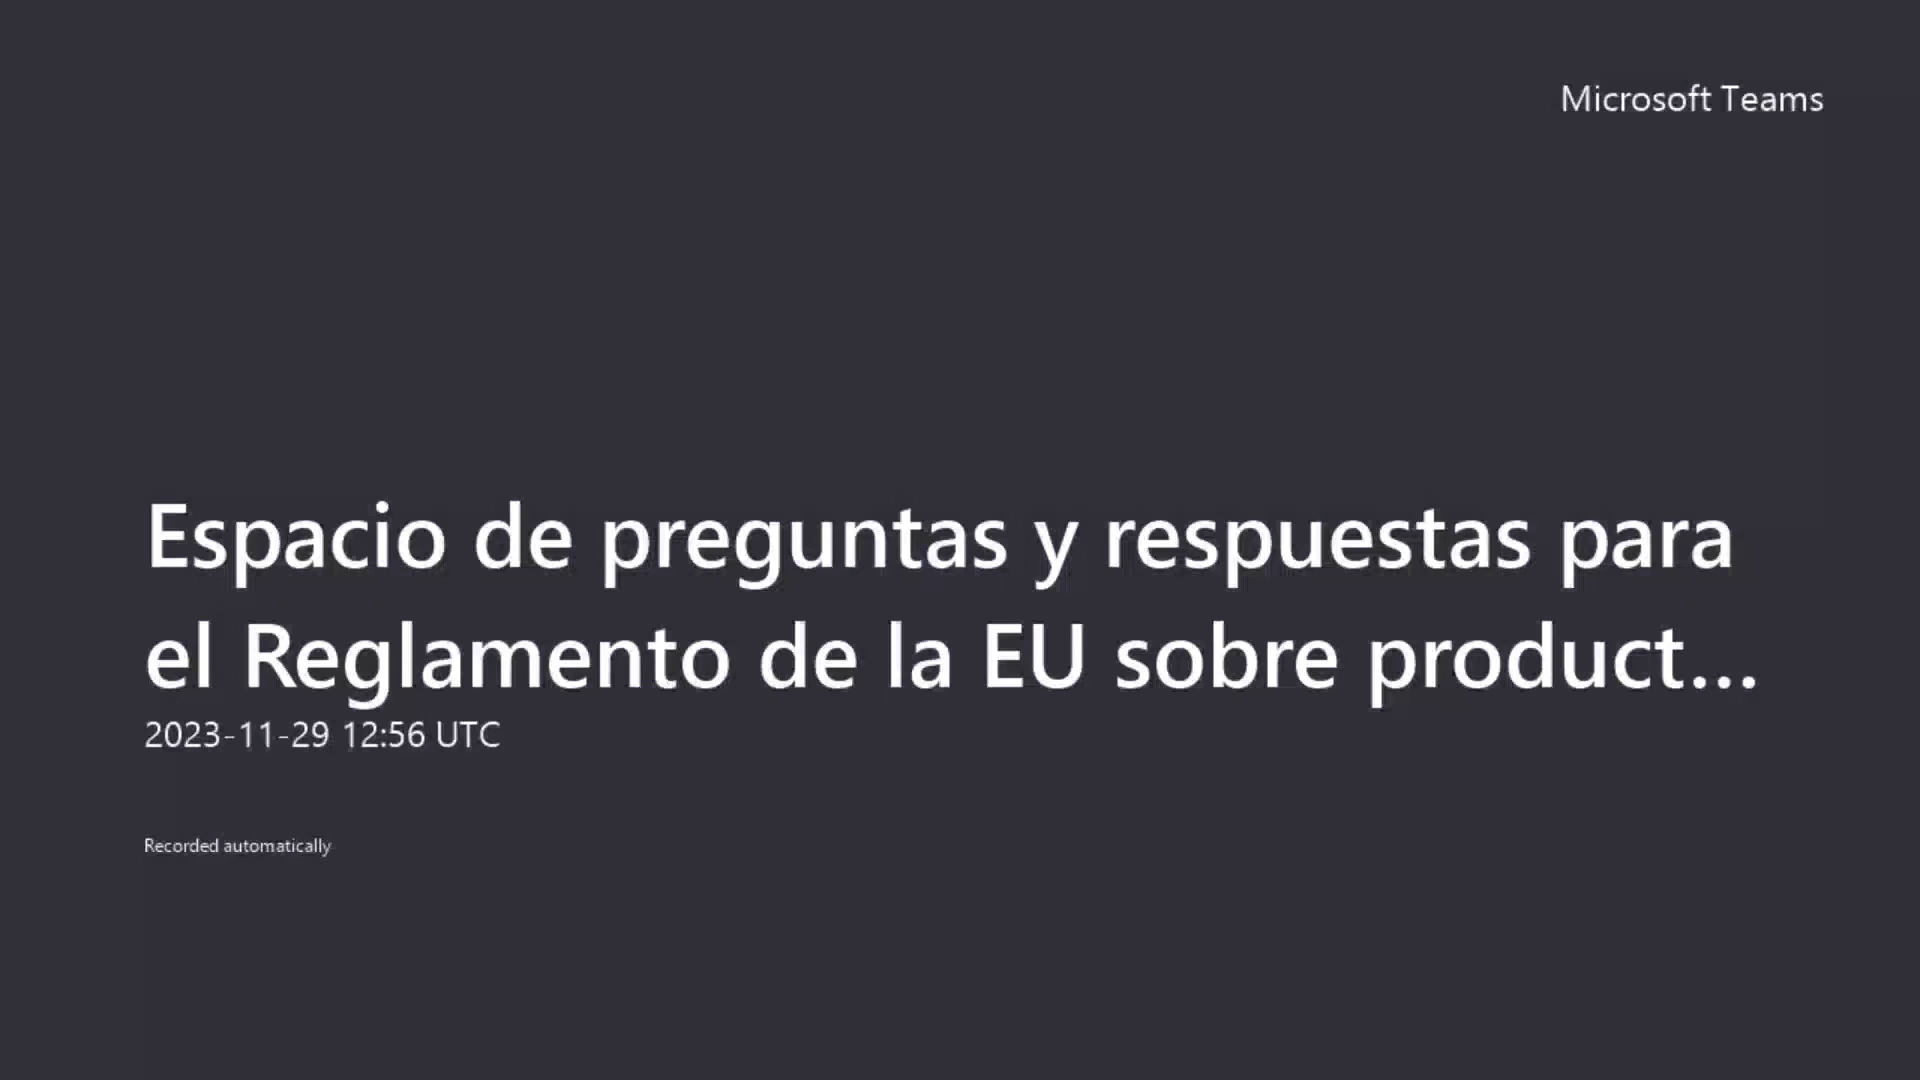 Microsoft Teams
Espacio de preguntas y respuestas para
el Reglamento de la EU sobre product...
2023-11-29 12:56 UTC
Recorded automatically